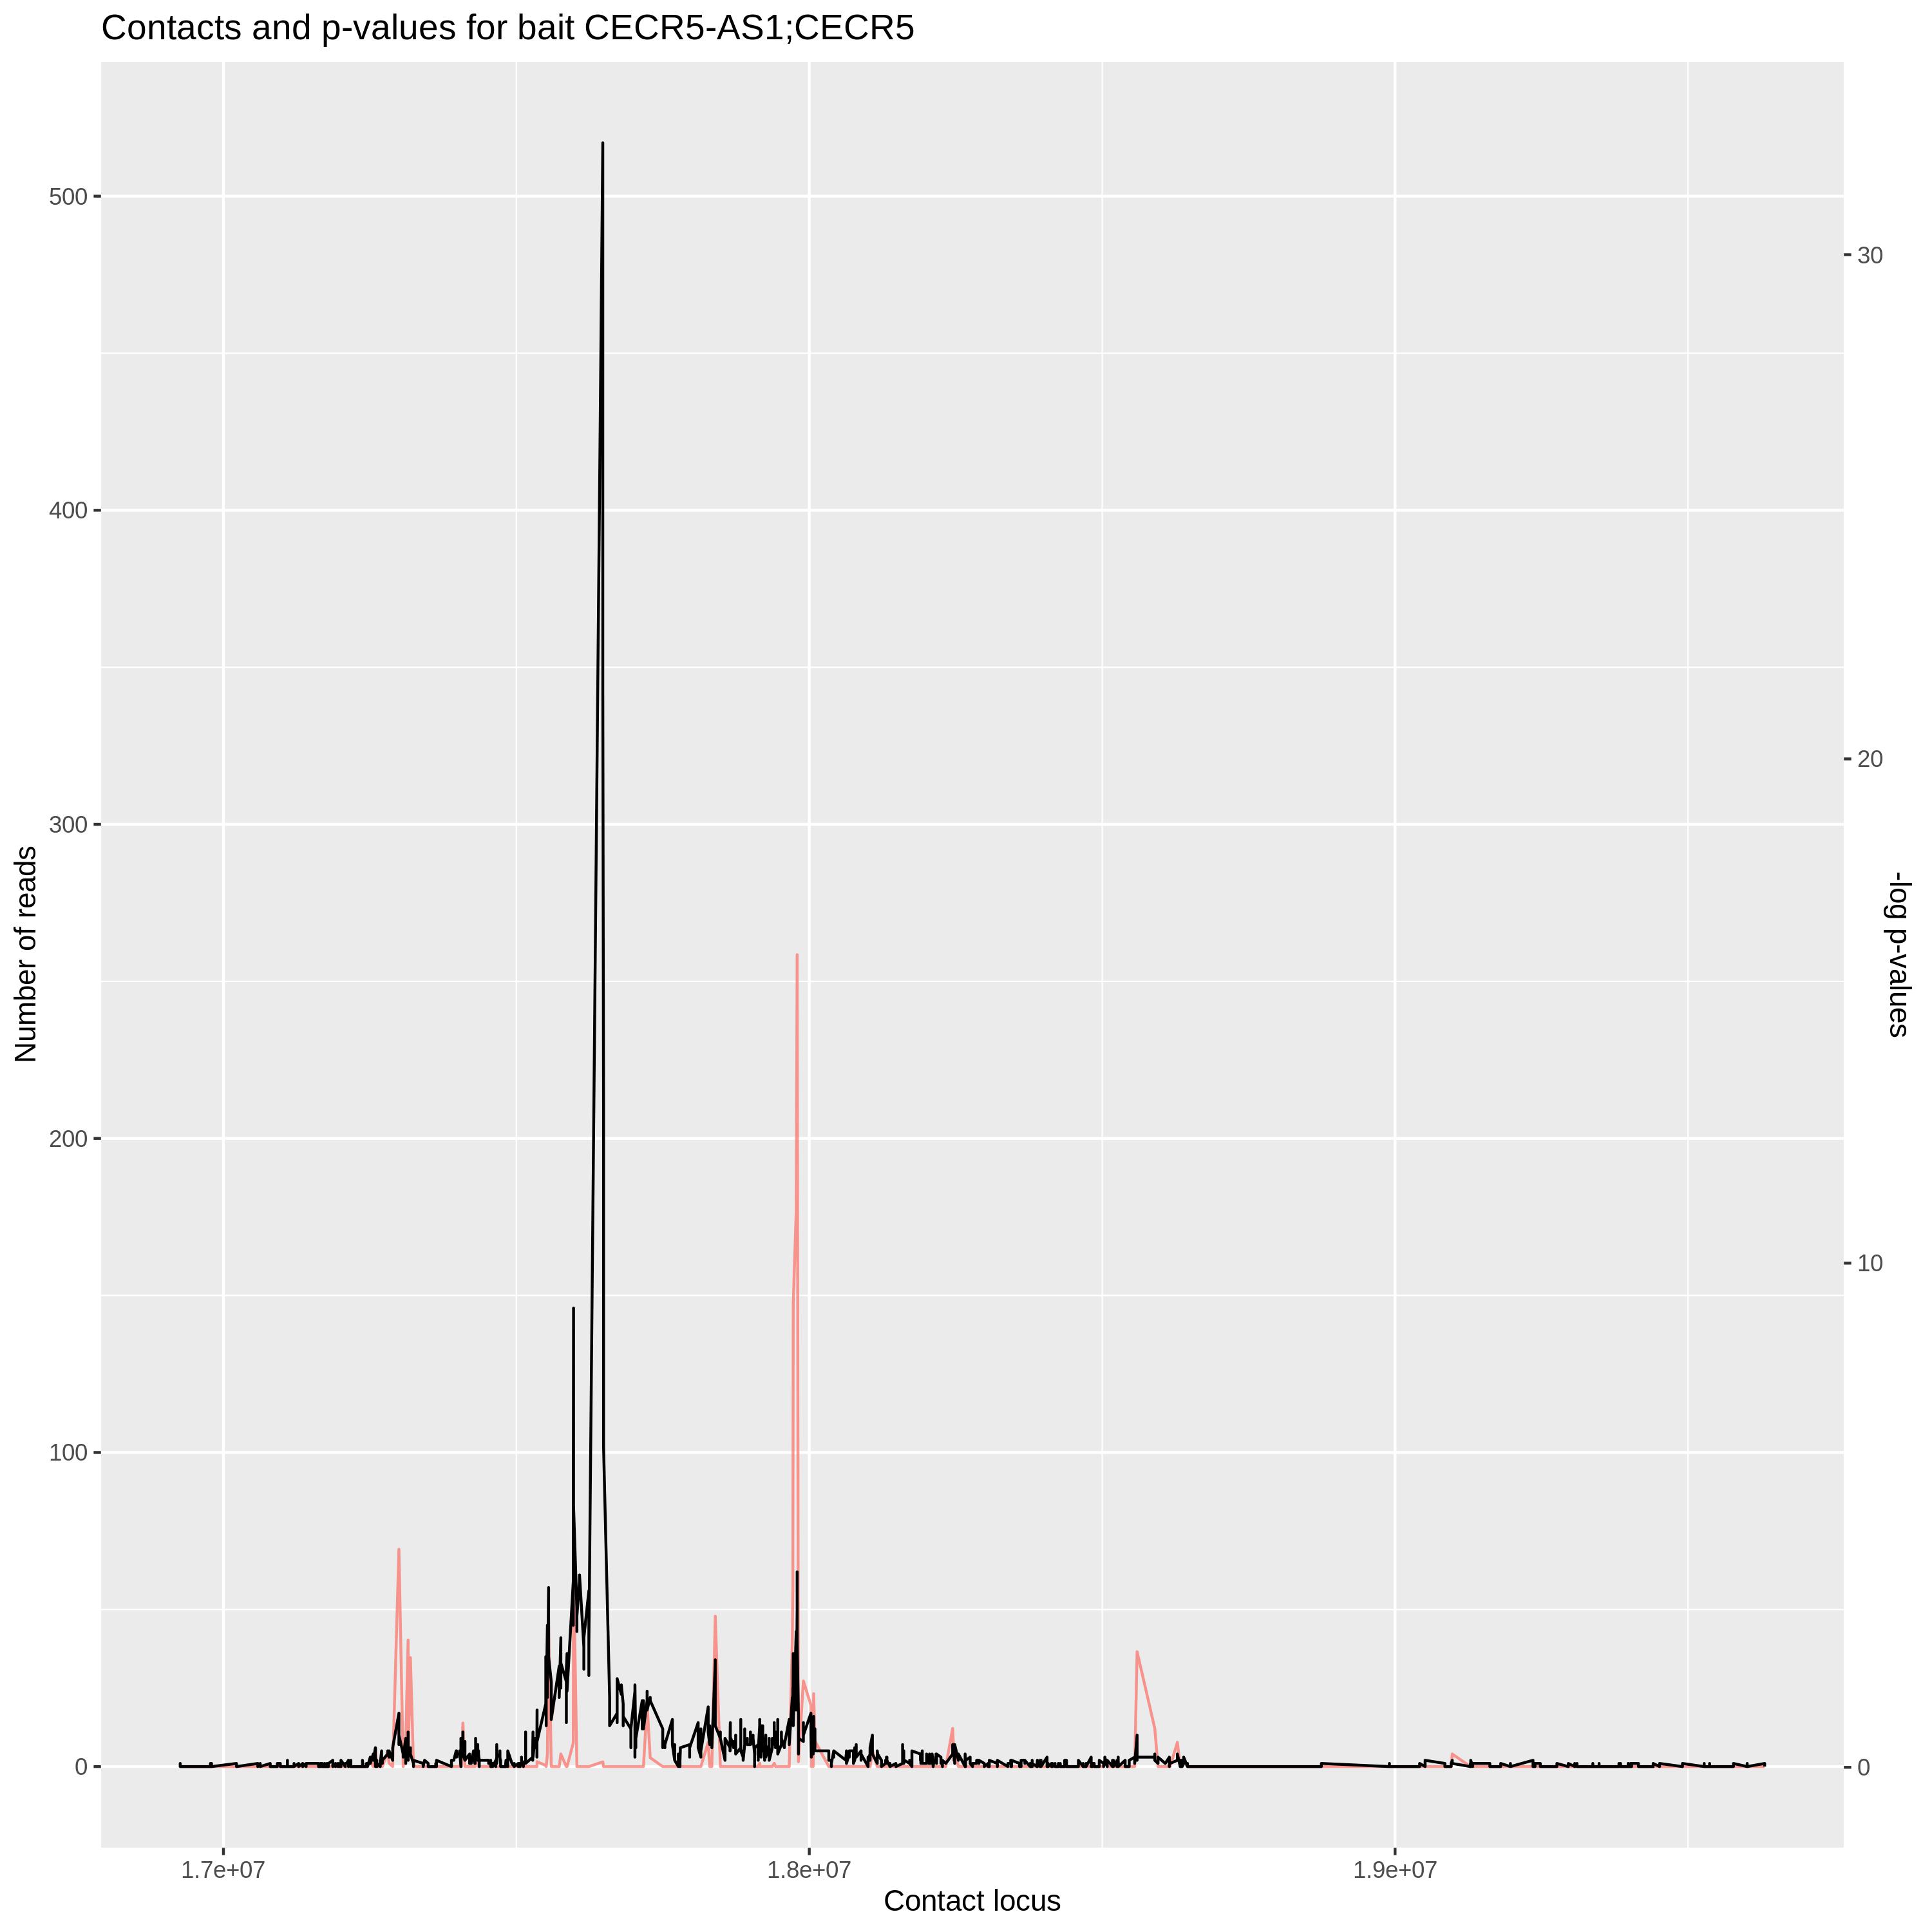 Contacts and p-values for bait CECR5-AS1;CECR5
500
400
300
200
100
0
Number of reads
30
20
10
0
-log p-values
1.7e+07
1.8e+07
1.9e+07
Contact locus